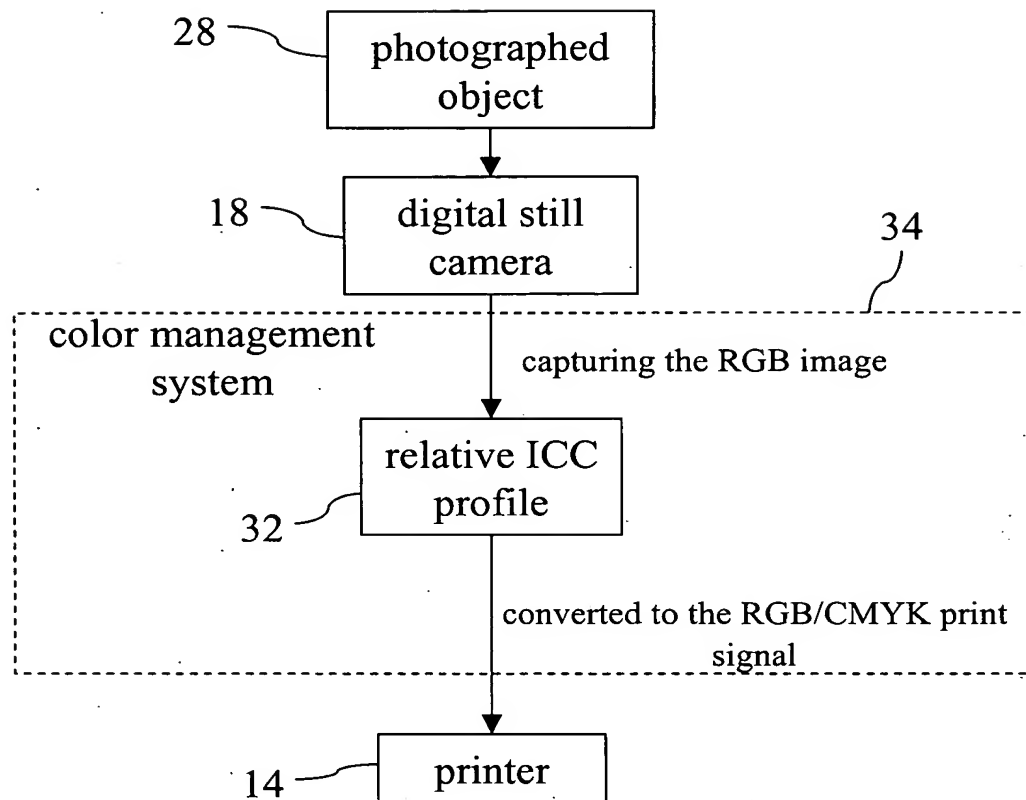 28
photographed
object
18
digital still
camera
34
color management
system
capturing the RGB image
relative ICC
profile
32
converted to the RGB/CMYK print
signal
14
printer